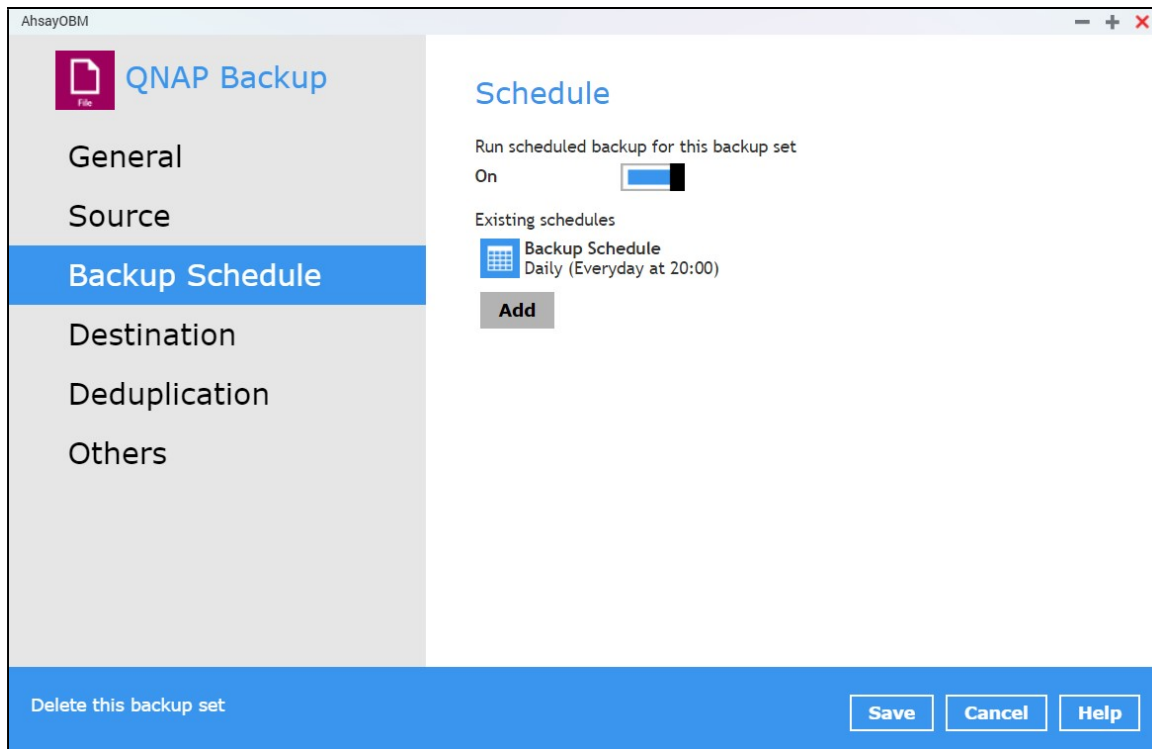 AhsayOBM
File
QNAP Backup
General
Source
Backup Schedule
Destination
Deduplication
Others
Schedule
Run scheduled backup for this backup set
On
Existing schedules
Backup Schedule
Daily (Everyday at 20:00)
Add
Delete this backup set
Save
Cancel
Help